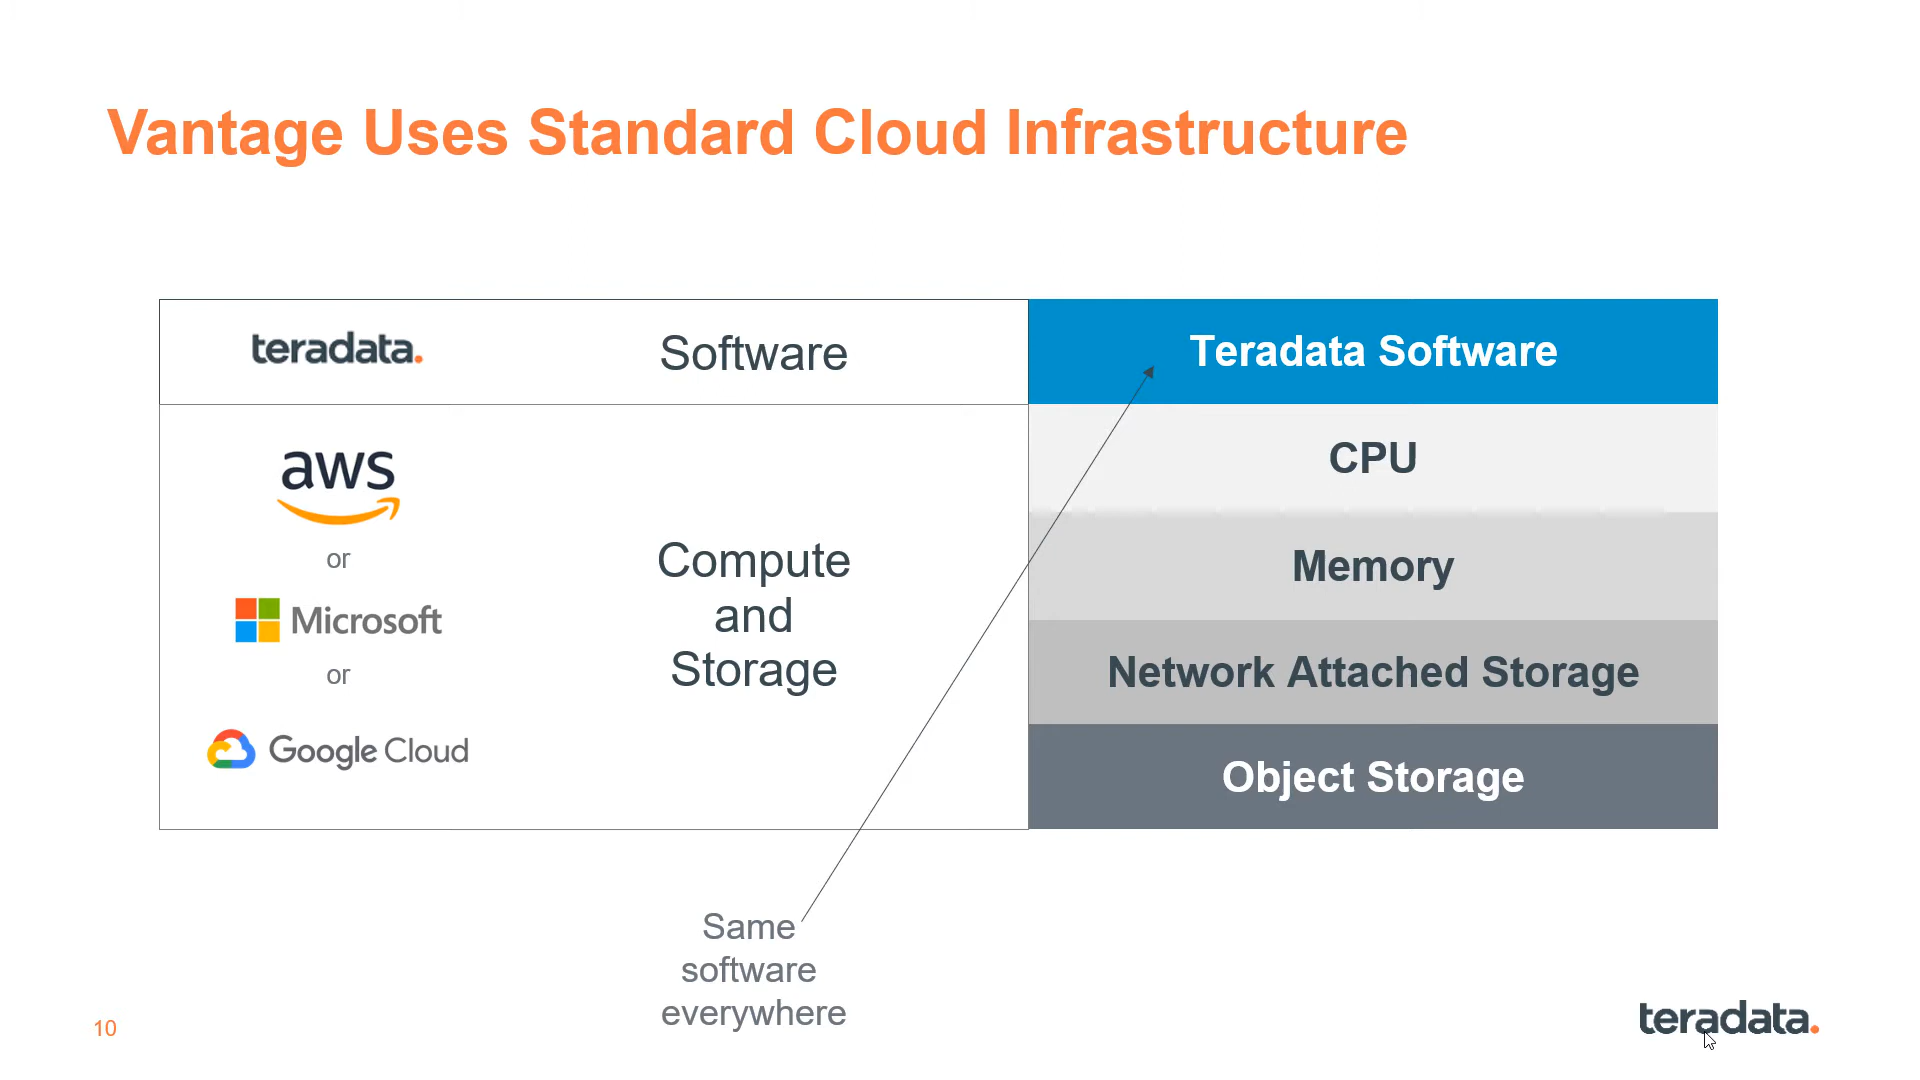 Vantage Uses Standard Cloud Infrastructure
teradata.
Software
Teradata Software
aws
or
Microsoft
or
Google Cloud
Compute
and
Storage
CPU
Memory
Network Attached Storage
Object Storage
Same
software
everywhere
10
teradata.